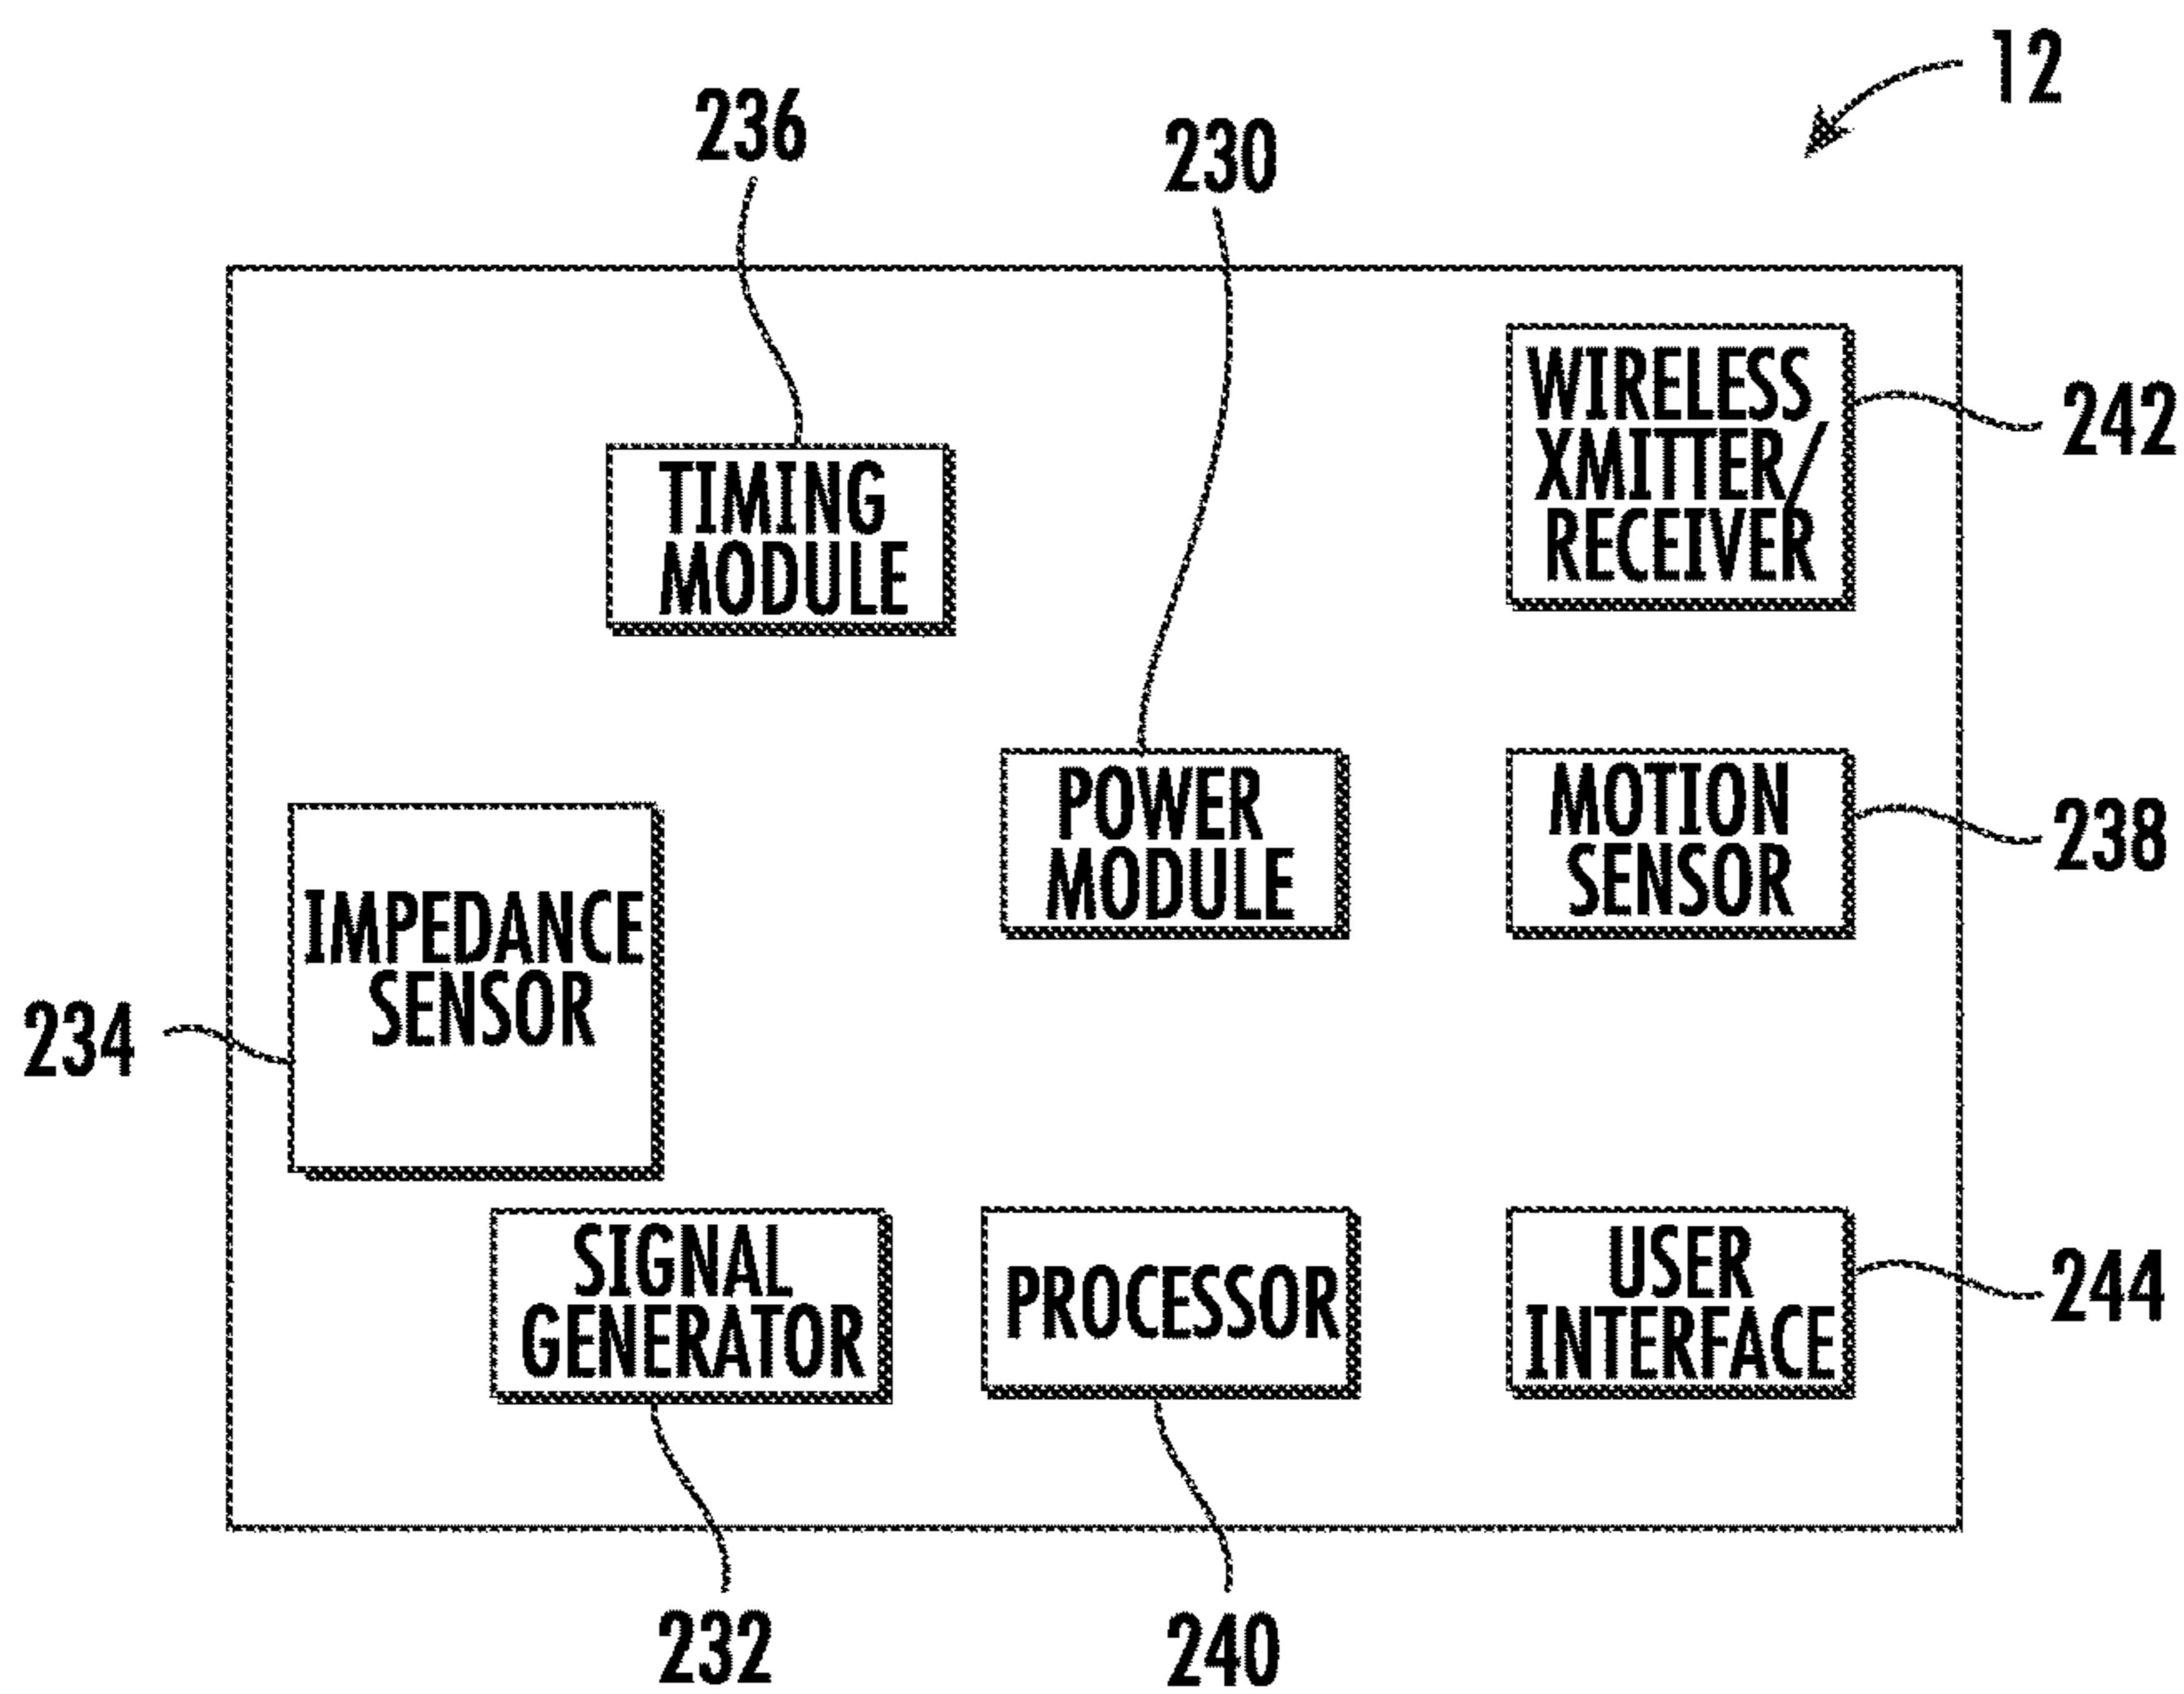 12
236
230
WIRELESS
XMITTER/
RECEIVER
242
TIMING
MODULE
POWER
MODULE
MOTION
SENSOR
238
IMPEDANCE
SENSOR
234
SIGNAL
GENERATOR
PROCESSOR
USER
INTERFACE
244
232
240